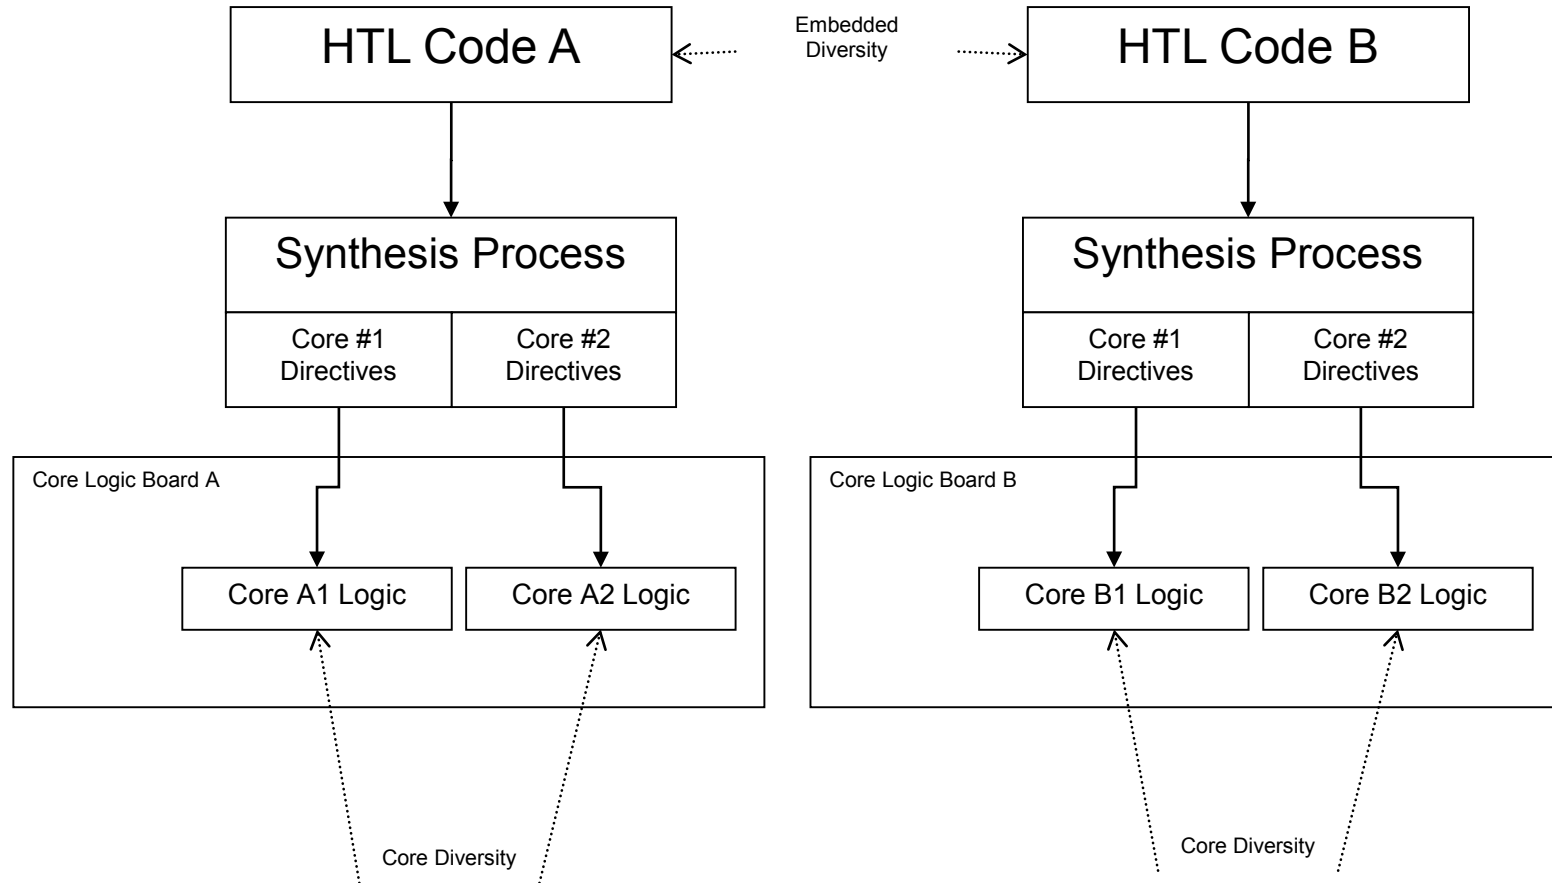 HTL Code A
Embedded
Diversity
HTL Code B
Synthesis Process
Core #1
Directives
Core #2
Directives
Synthesis Process
Core #1
Directives
Core #2
Directives
Core Logic Board A
Core A1 Logic
Core A2 Logic
Core Logic Board B
Core B1 Logic
Core B2 Logic
Core Diversity
Core Diversity